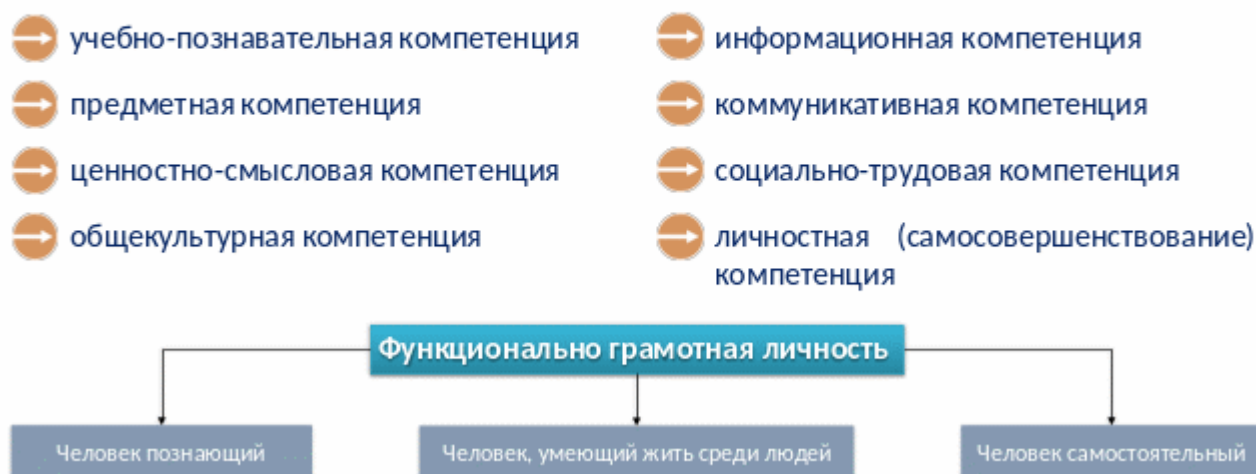 учебно-познавательная компетенция
предметная компетенция
ценностно-смысловая компетенция
общекультурная компетенция
информационная компетенция
коммуникативная компетенция
социально-трудовая компетенция
личностная (самосовершенствование)
компетенция
Функционально грамотная личность
Человек познающий
Человек, умеющий жить среди людей
Человек самостоятельный